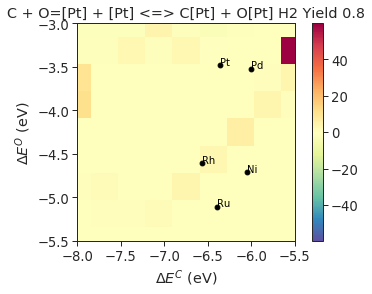 C + O=[Pt] + [Pt] <=> C[Pt] + O[Pt] H2 Yield 0.8
−3.0
−3.5
−4.0
−4.5
−5.0
−5.5
ΔE^O (eV)
Pt
Pd
Rh
Ni
Ru
−8.0 −7.5 −7.0 −6.5 −6.0 −5.5
ΔE^C (eV)
40
20
0
−20
−40